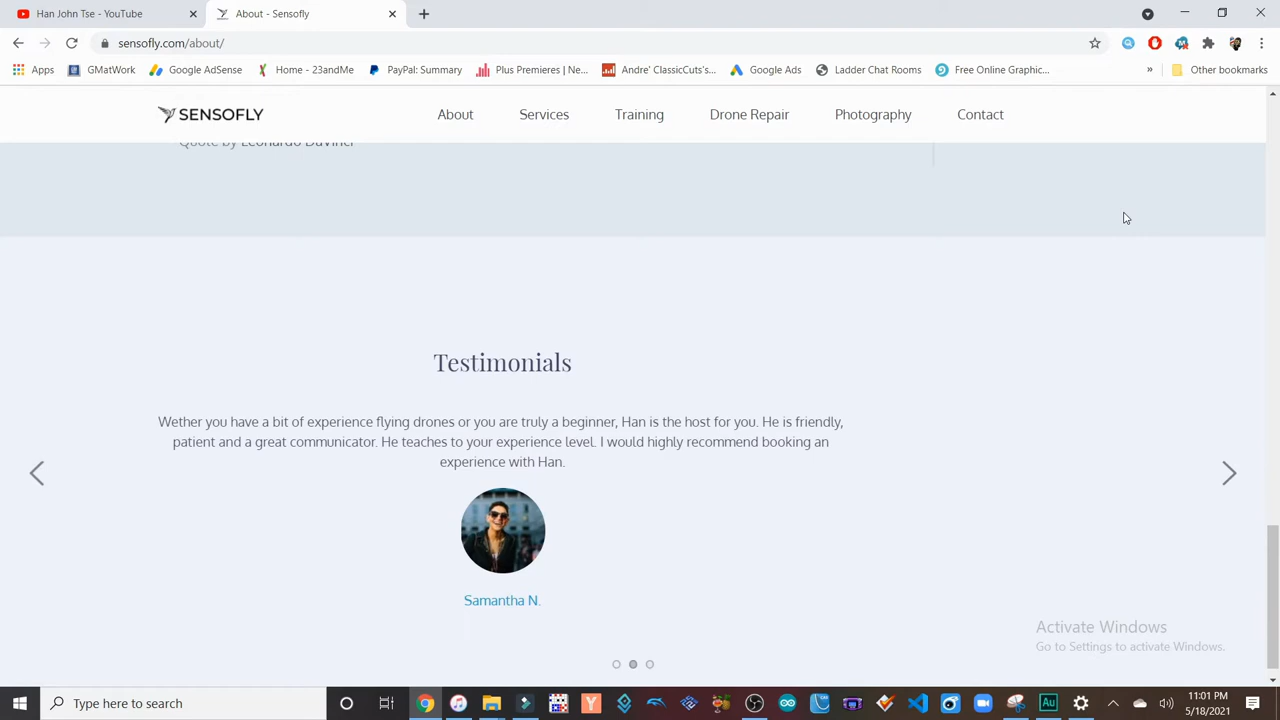 Han John Tse - YouTube
About - Sensofly
sensofly.com/about/
Apps
GMatWork
Google AdSense
Home - 23andMe
PayPal: Summary
Plus Premieres | Ne...
Andre' ClassicCuts's...
Google Ads
Ladder Chat Rooms
Free Online Graphic...
»
Other bookmarks
SENSOFLY
About
Services
Training
Drone Repair
Photography
Contact
Quote by Leonardo DaVinci
Testimonials
Wether you have a bit of experience flying drones or you are truly a beginner, Han is the host for you. He is friendly,
patient and a great communicator. He teaches to your experience level. I would highly recommend booking an
experience with Han.
Samantha N.
Activate Windows
Go to Settings to activate Windows.
Type here to search
11:01 PM
5/18/2021